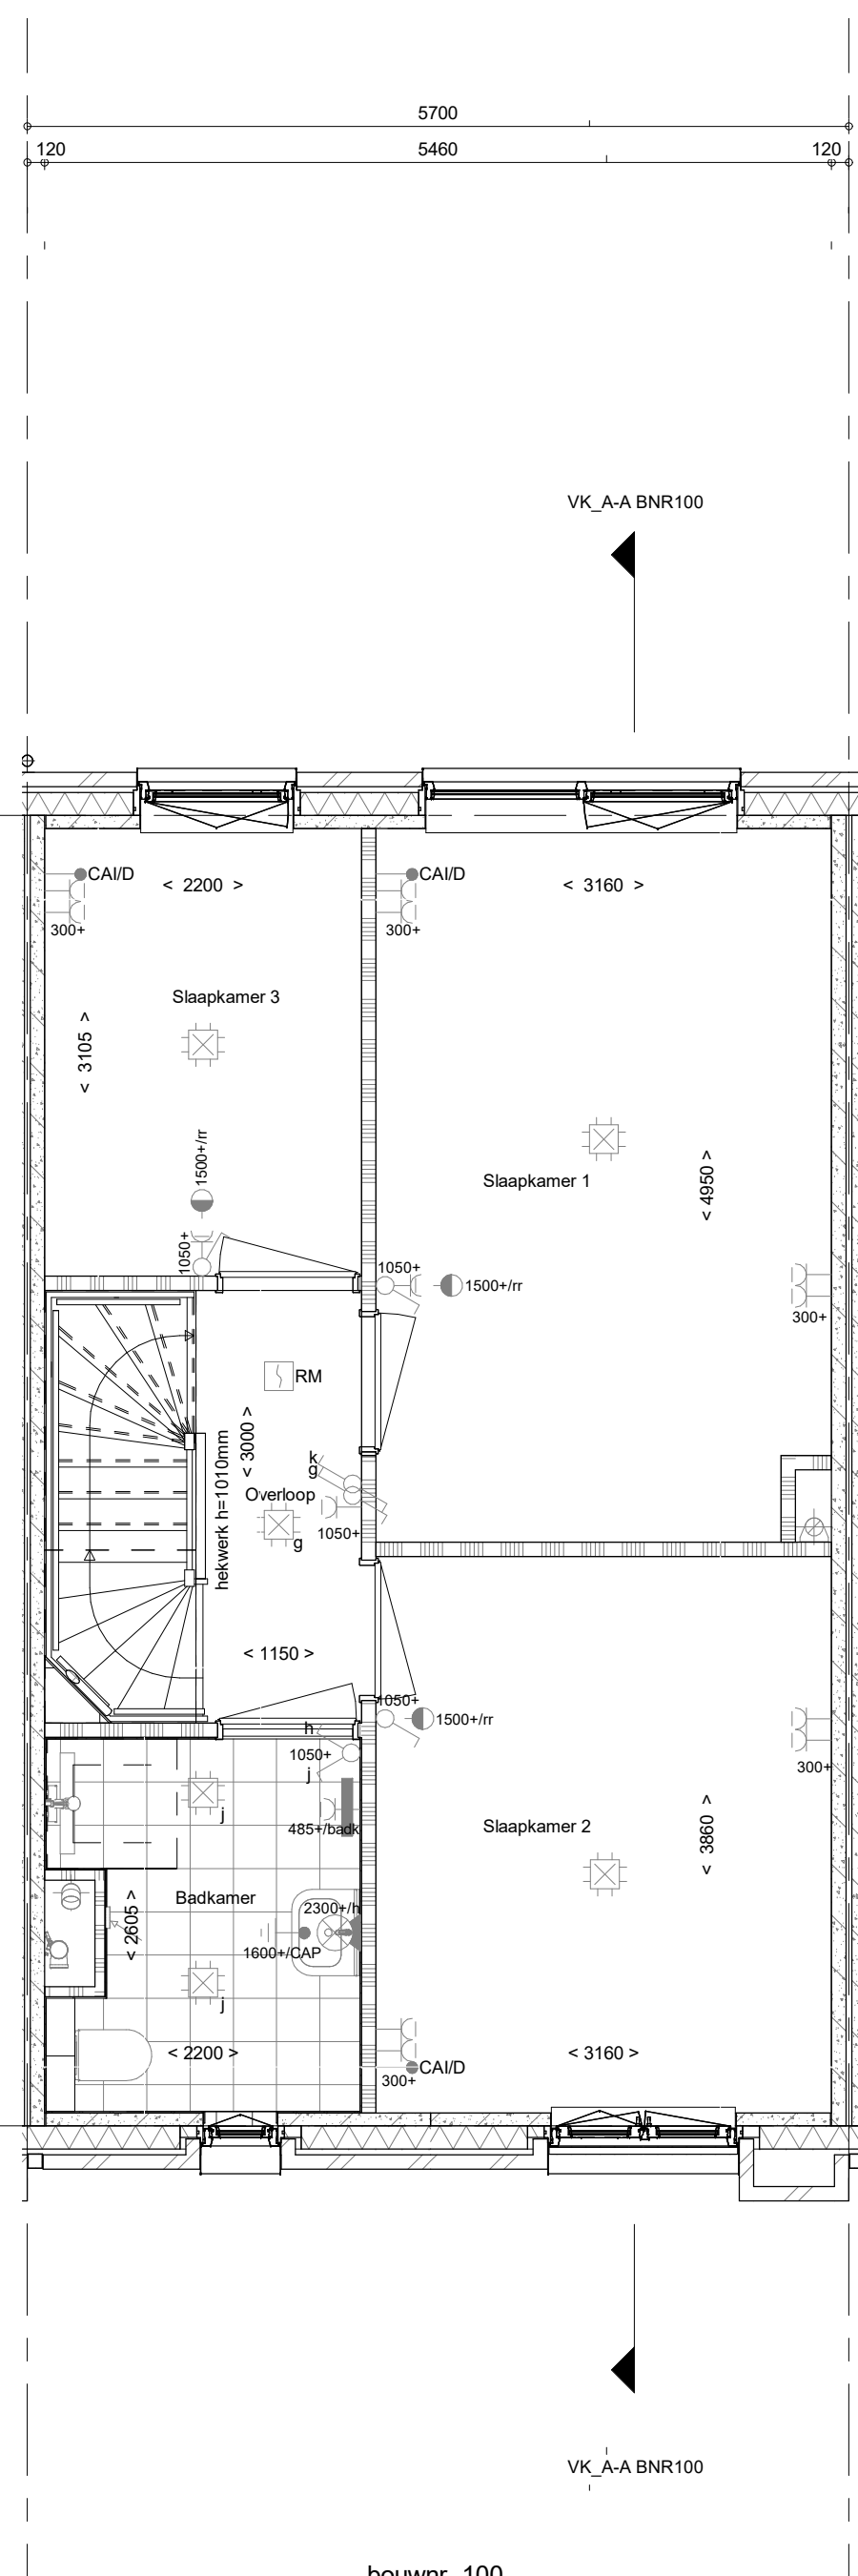 5700
120
5460
120
VK_A-A BNR100
CAI/D
< 2200 >
300+
CAI/D
< 3160 >
300+
Slaapkamer 3
< 3105 >
1500+/rr
1050+
Slaapkamer 1
< 4950 >
1050+
1500+/rr
300+
RM
< 3000 >
hekwerk h=1010mm
k
g
Overloop
1050+
g
< 1150 >
1050+
1500+/rr
300+
h
1050+
j
j
485+/badk
Slaapkamer 2
< 3860 >
Badkamer
< 2605 >
2300+/h
1600+/CAP
j
< 2200 >
< 3160 >
CAI/D
300+
VK_A-A BNR100
bouwnr. 100